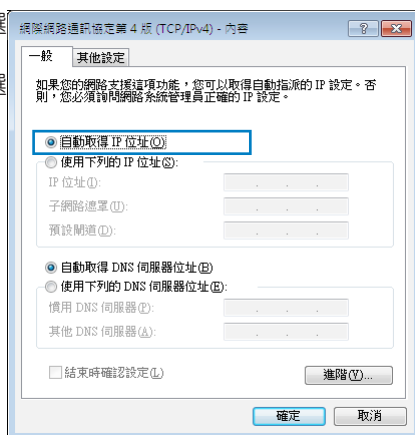 選
網際網路通訊協定第 4 版 (TCP/IPv4) - 內容
一般 其他設定
選
如果您的網路支援這項功能，您可以取得自動指派的 IP 設定。否
則，您必須詢問網路系統管理員正確的 IP 設定。
自動取得 IP 位址(O)
使用下列的 IP 位址(S):
IP 位址(I):
子網路遮罩(U):
預設閘道(D):
自動取得 DNS 伺服器位址(B)
使用下列的 DNS 伺服器位址(E):
慣用 DNS 伺服器(P):
其他 DNS 伺服器(A):
結束時確認設定(L)
進階(V)...
確定 取消